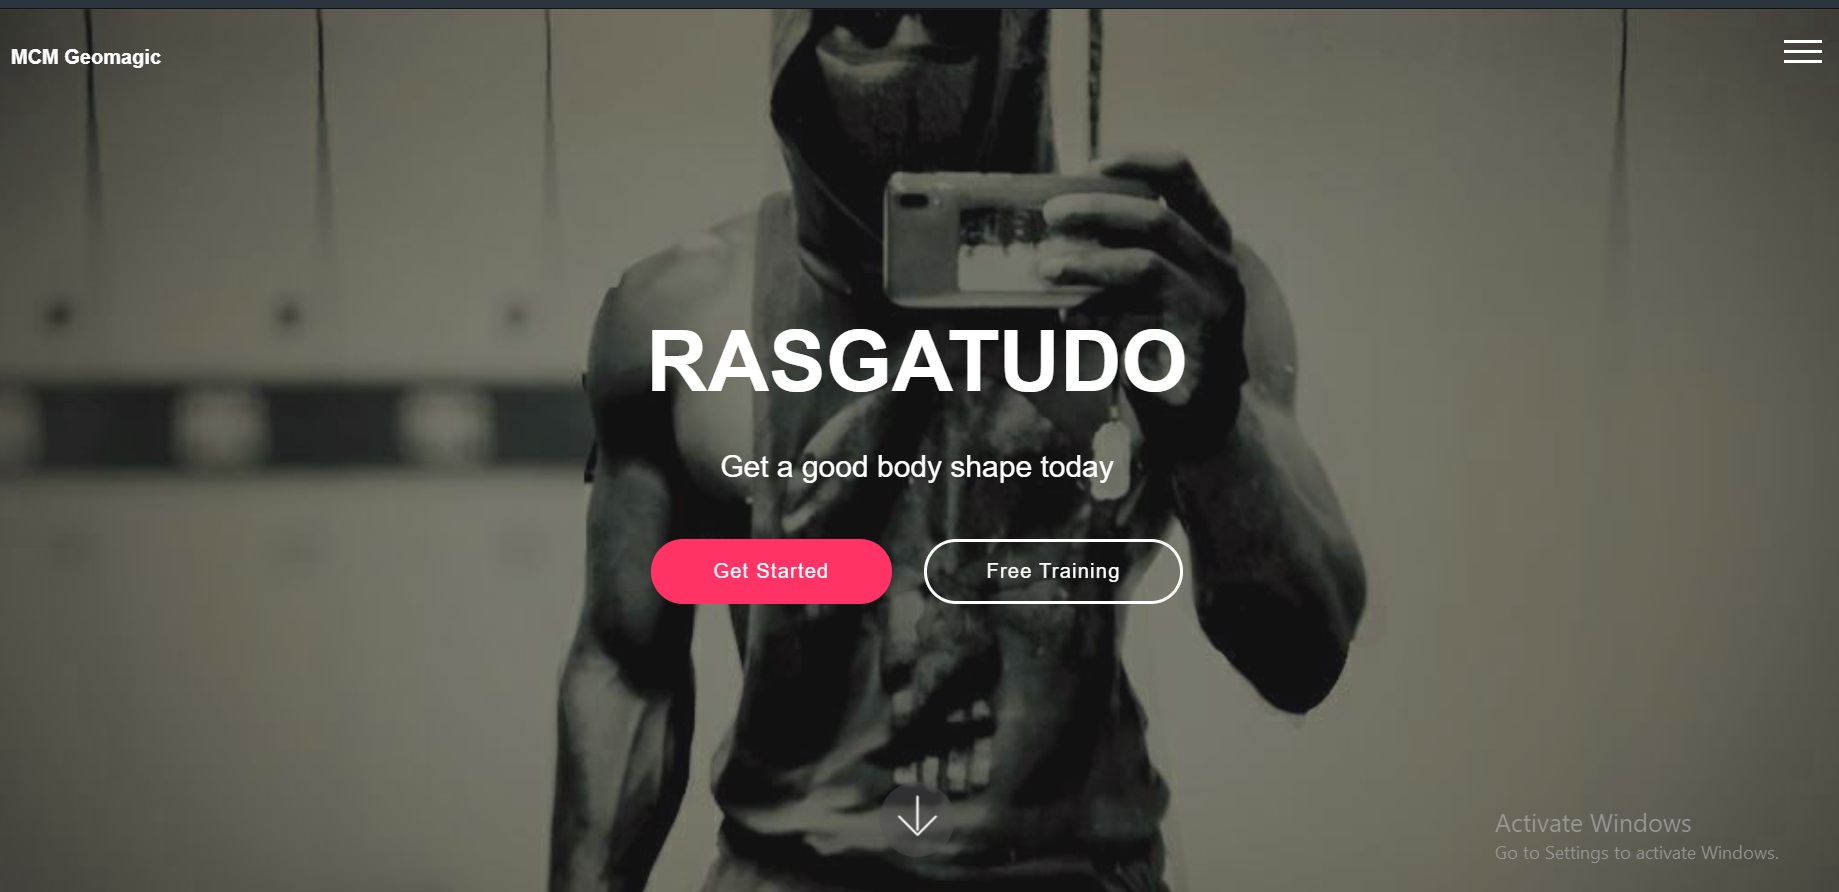 MCM Geomagic
RASGATUDO
Get a good body shape today
Get Started
Free Training
Activate Windows
Go to Settings to activate Windows.